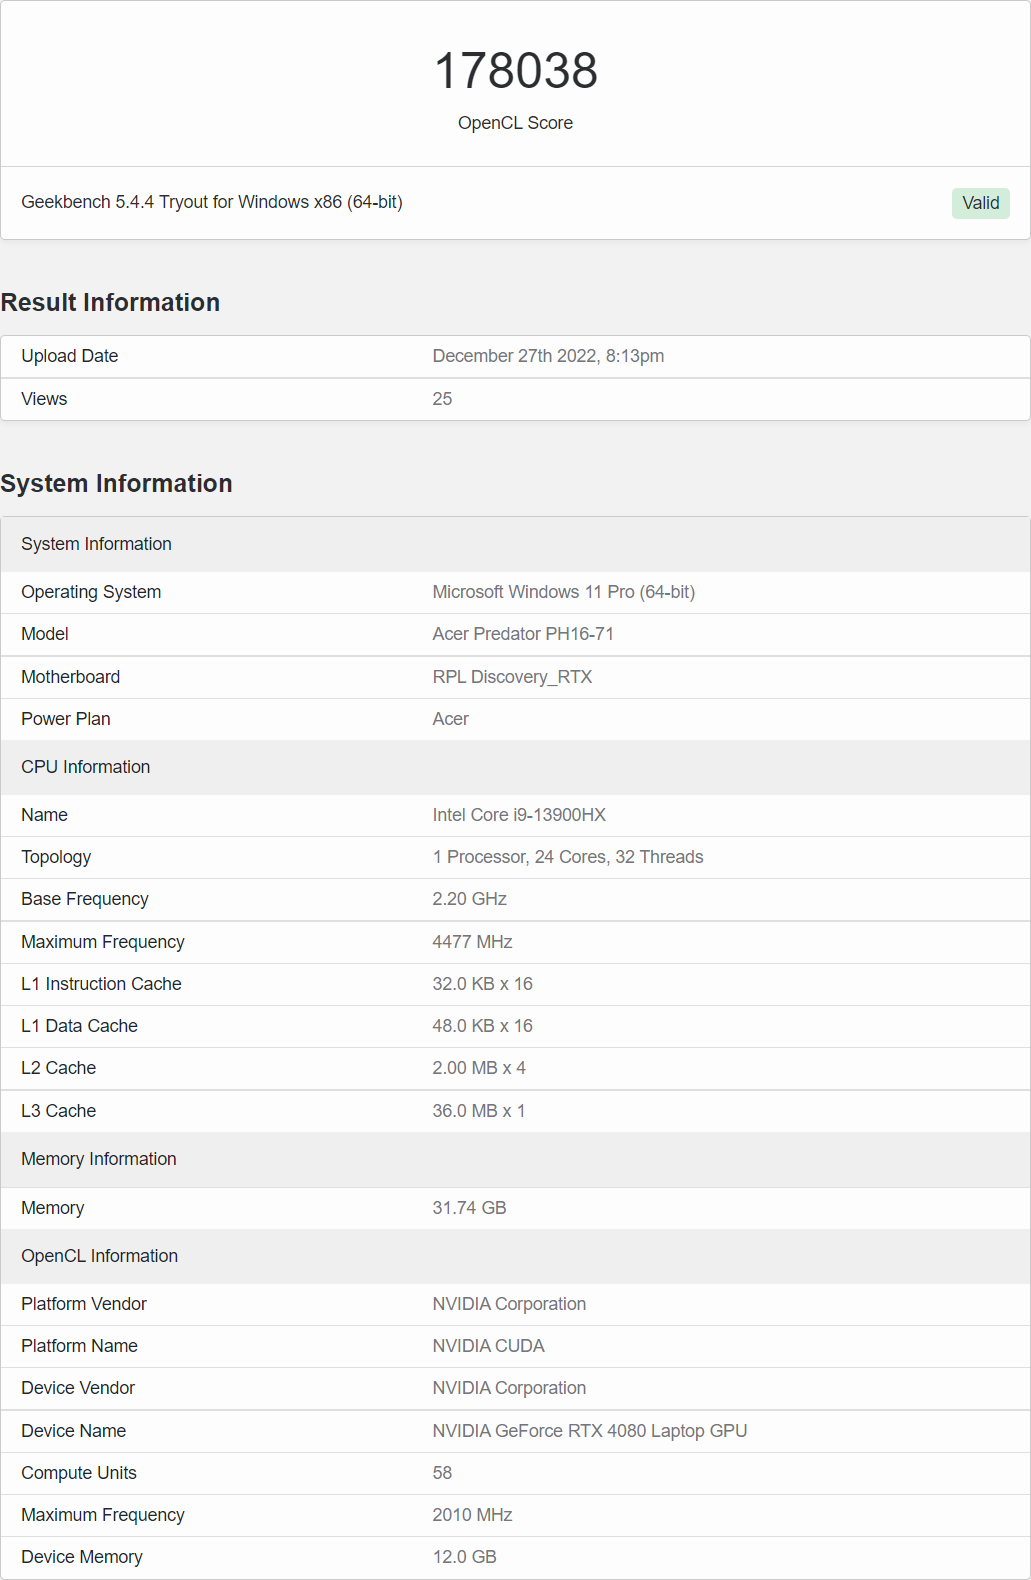 178038
OpenCL Score
Geekbench 5.4.4 Tryout for Windows x86 (64-bit) Valid
Result Information
Upload Date December 27th 2022, 8:13pm
Views 25
System Information
System Information
Operating System Microsoft Windows 11 Pro (64-bit)
Model Acer Predator PH16-71
Motherboard RPL Discovery_RTX
Power Plan Acer
CPU Information
Name Intel Core i9-13900HX
Topology 1 Processor, 24 Cores, 32 Threads
Base Frequency 2.20 GHz
Maximum Frequency 4477 MHz
L1 Instruction Cache 32.0 KB x 16
L1 Data Cache 48.0 KB x 16
L2 Cache 2.00 MB x 4
L3 Cache 36.0 MB x 1
Memory Information
Memory 31.74 GB
OpenCL Information
Platform Vendor NVIDIA Corporation
Platform Name NVIDIA CUDA
Device Vendor NVIDIA Corporation
Device Name NVIDIA GeForce RTX 4080 Laptop GPU
Compute Units 58
Maximum Frequency 2010 MHz
Device Memory 12.0 GB